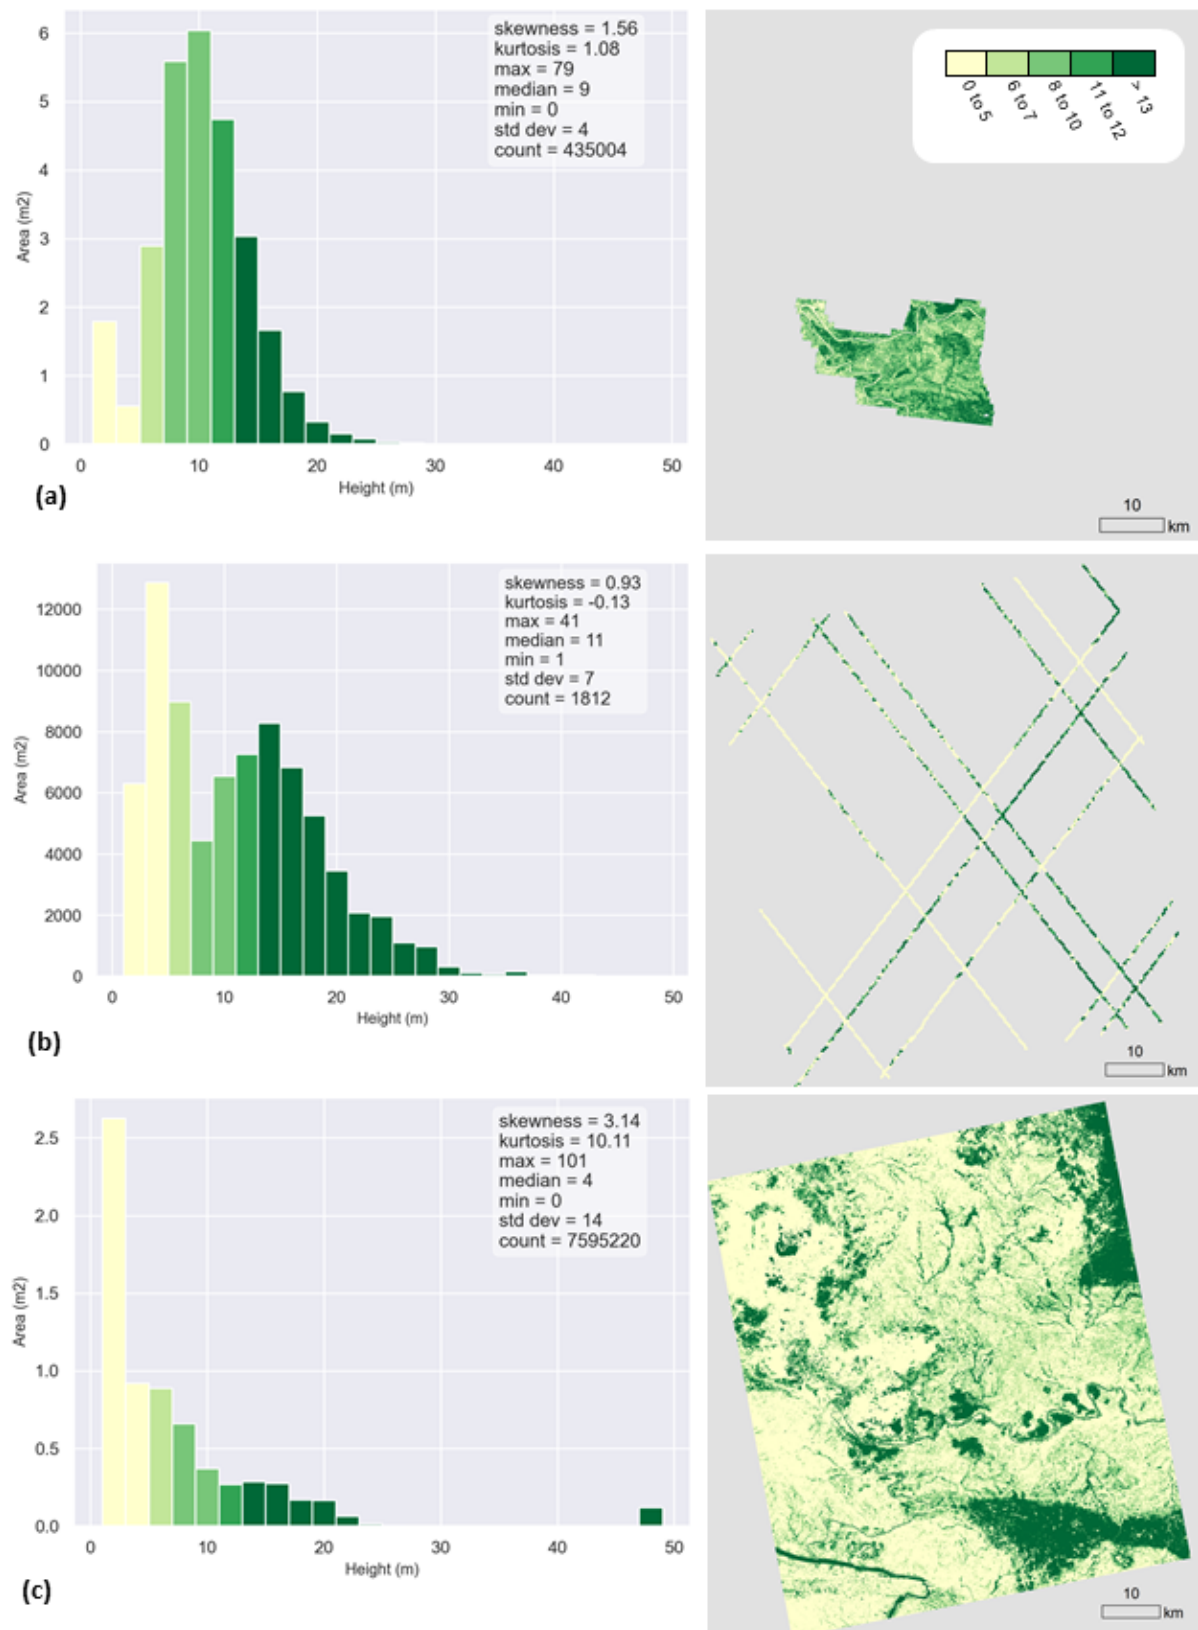 6
5
4
3
2
1
0
Area (m2)
skewness = 1.56
kurtosis = 1.08
max = 79
median = 9
min = 0
std dev = 4
count = 435004
0 10 20 30 40 50
Height (m)
(a)
0 to 5
6 to 7
8 to 10
11 to 12
> 13
10
km
12000
10000
8000
6000
4000
2000
0
Area (m2)
skewness = 0.93
kurtosis = -0.13
max = 41
median = 11
min = 1
std dev = 7
count = 1812
0 10 20 30 40 50
Height (m)
(b)
10
km
2.5
2.0
1.5
1.0
0.5
0.0
Area (m2)
skewness = 3.14
kurtosis = 10.11
max = 101
median = 4
min = 0
std dev = 14
count = 7595220
0 10 20 30 40 50
Height (m)
(c)
10
km